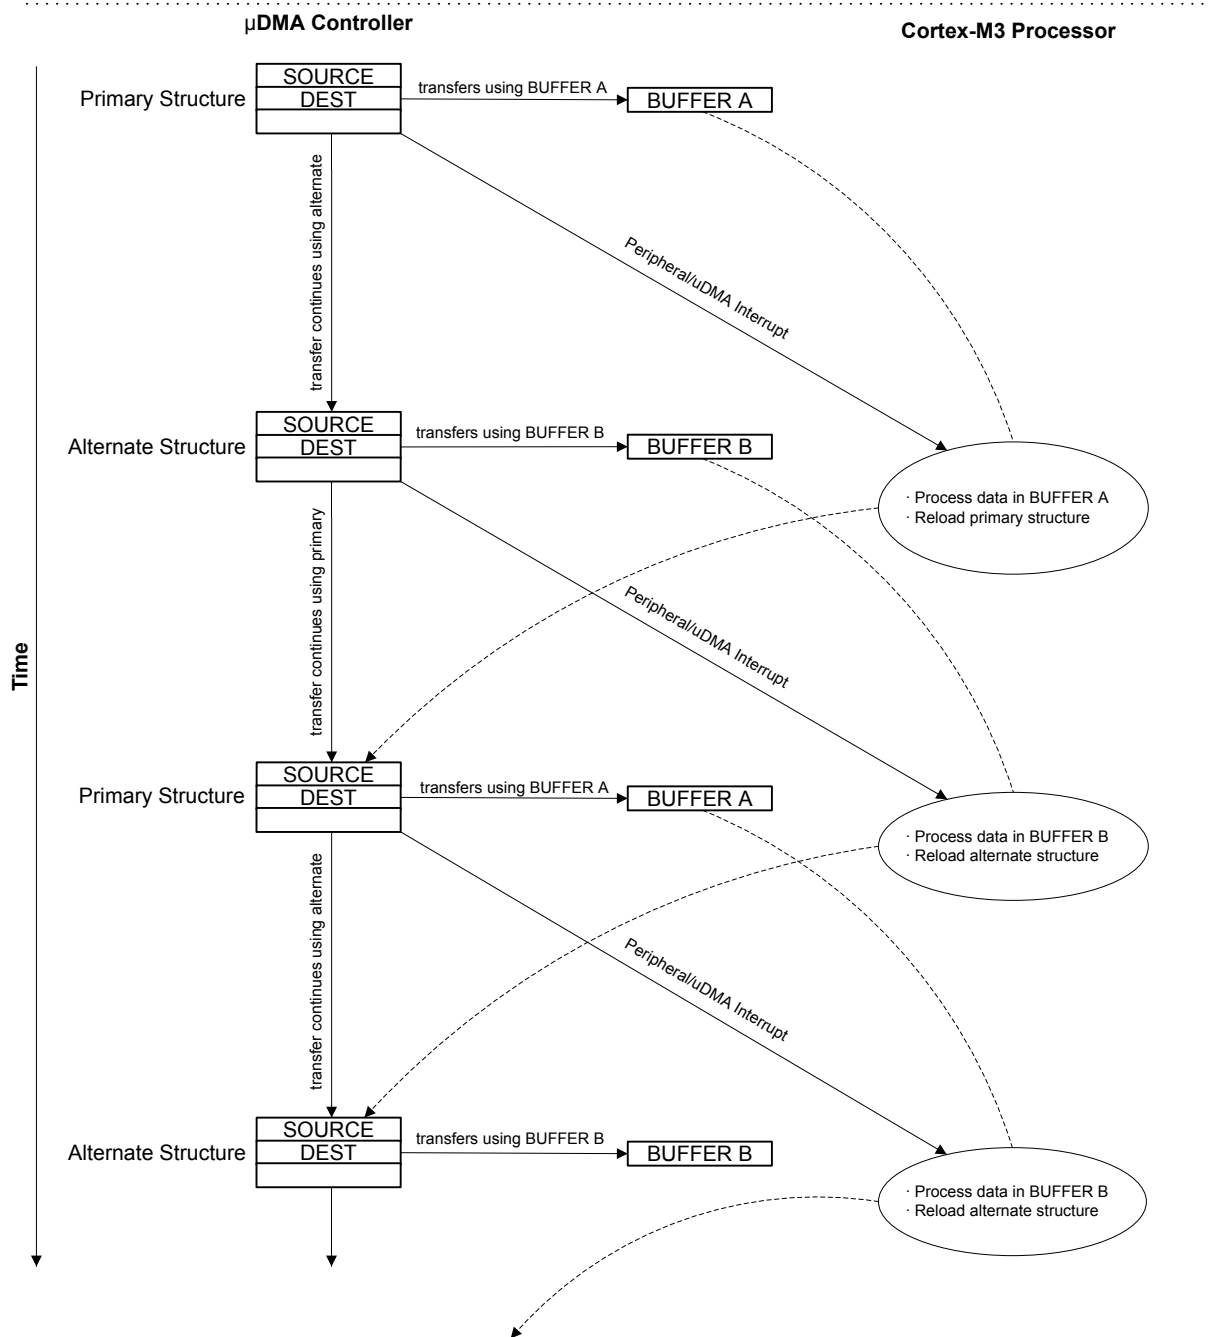 µDMA Controller
Cortex-M3 Processor
SOURCE
Primary Structure
DEST
transfers using BUFFER A
BUFFER A
transfer continues using alternate
Peripheral/uDMA Interrupt
SOURCE
Alternate Structure
DEST
transfers using BUFFER B
BUFFER B
· Process data in BUFFER A
· Reload primary structure
transfer continues using primary
Peripheral/uDMA Interrupt
Time
SOURCE
Primary Structure
DEST
transfers using BUFFER A
BUFFER A
· Process data in BUFFER B
· Reload alternate structure
transfer continues using alternate
Peripheral/uDMA Interrupt
SOURCE
Alternate Structure
DEST
transfers using BUFFER B
BUFFER B
· Process data in BUFFER B
· Reload alternate structure